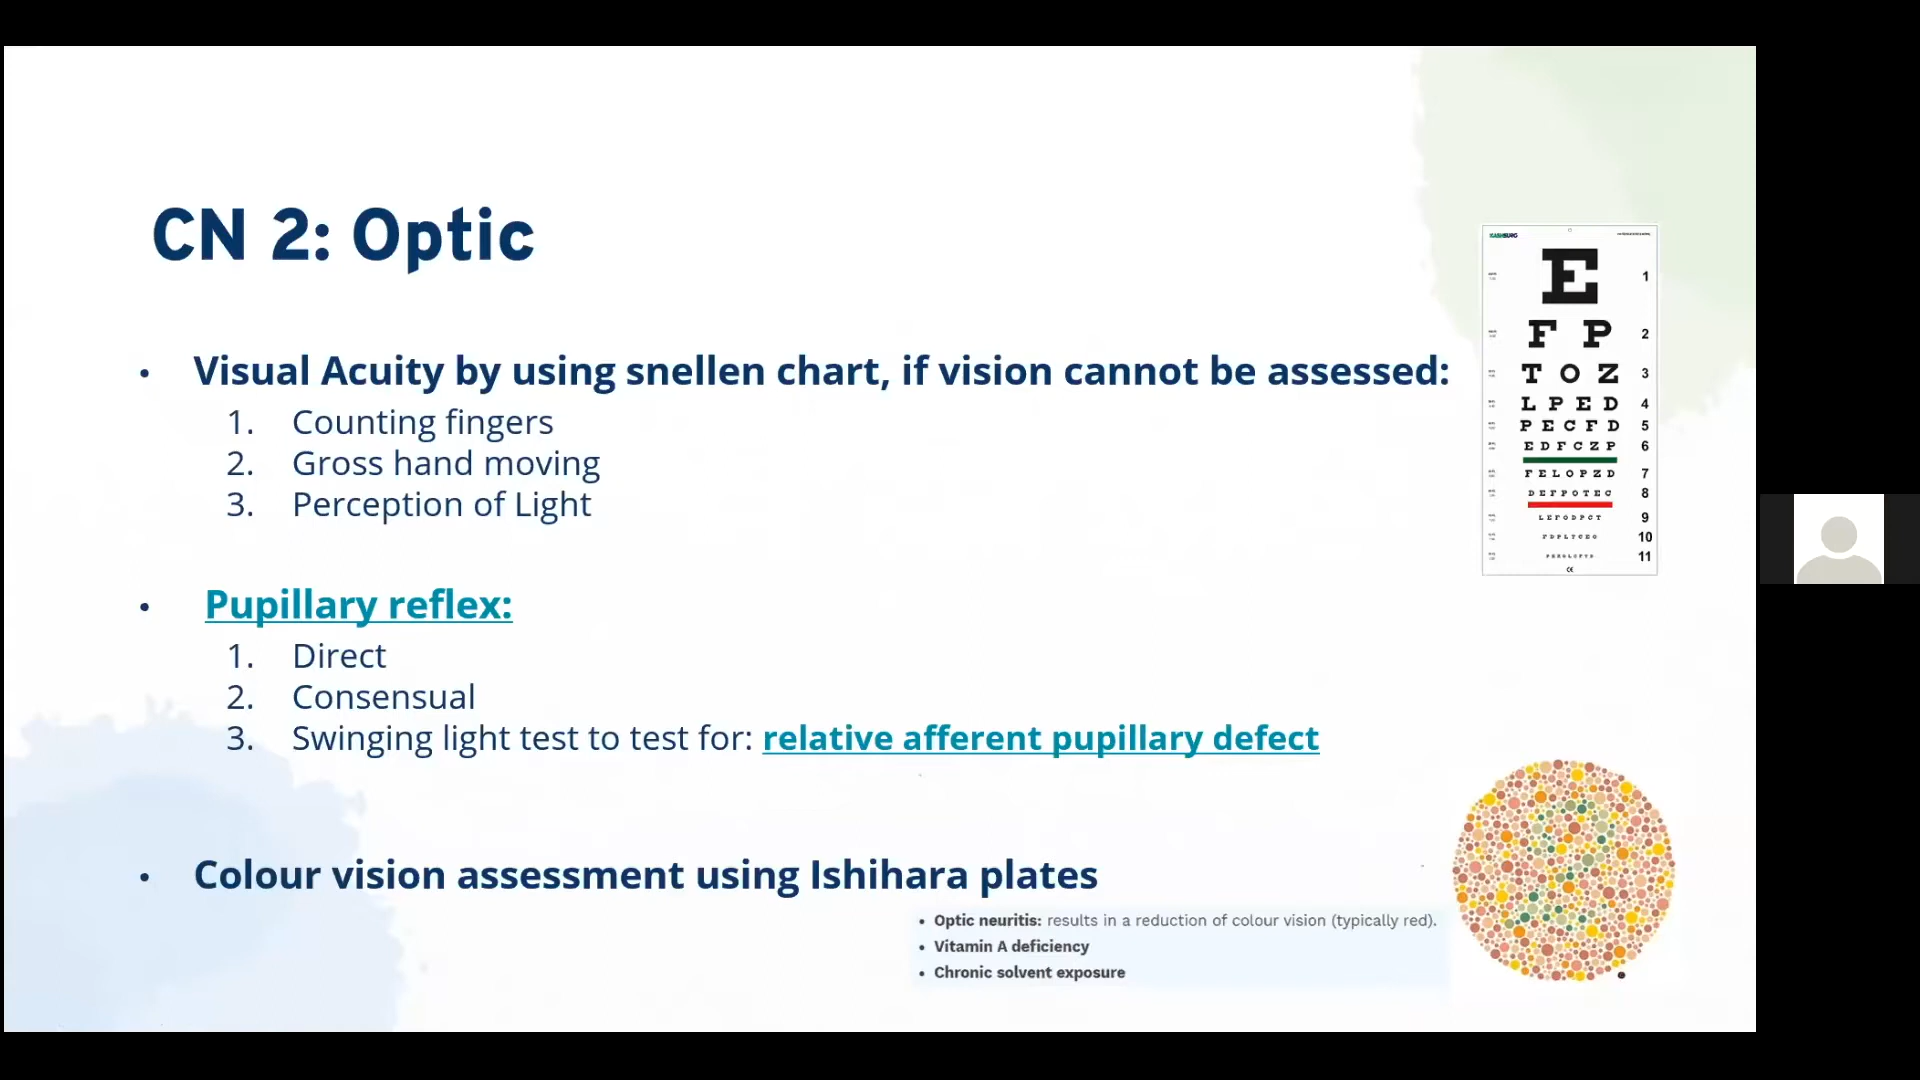 CN 2: Optic
• Visual Acuity by using snellen chart, if vision cannot be assessed:
1. Counting fingers
2. Gross hand moving
3. Perception of Light
• Pupillary reflex:
1. Direct
2. Consensual
3. Swinging light test to test for: relative afferent pupillary defect
• Colour vision assessment using Ishihara plates
• Optic neuritis: results in a reduction of colour vision (typically red).
• Vitamin A deficiency
• Chronic solvent exposure
E 1
F P 2
T O Z 3
L P E D 4
P E C F D 5
E D F C Z P 6
F E L O P Z D 7
D E F P O T E C 8
L E F O D P C T 9
F D P L T C E O 10
11